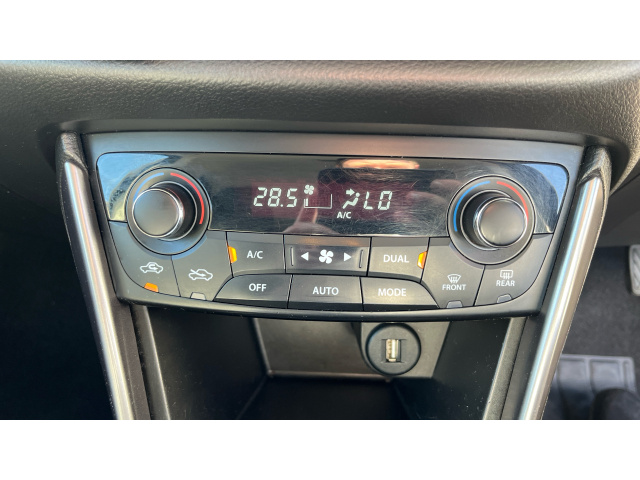 28.5 LO
A/C
A/C DUAL
OFF AUTO MODE FRONT REAR